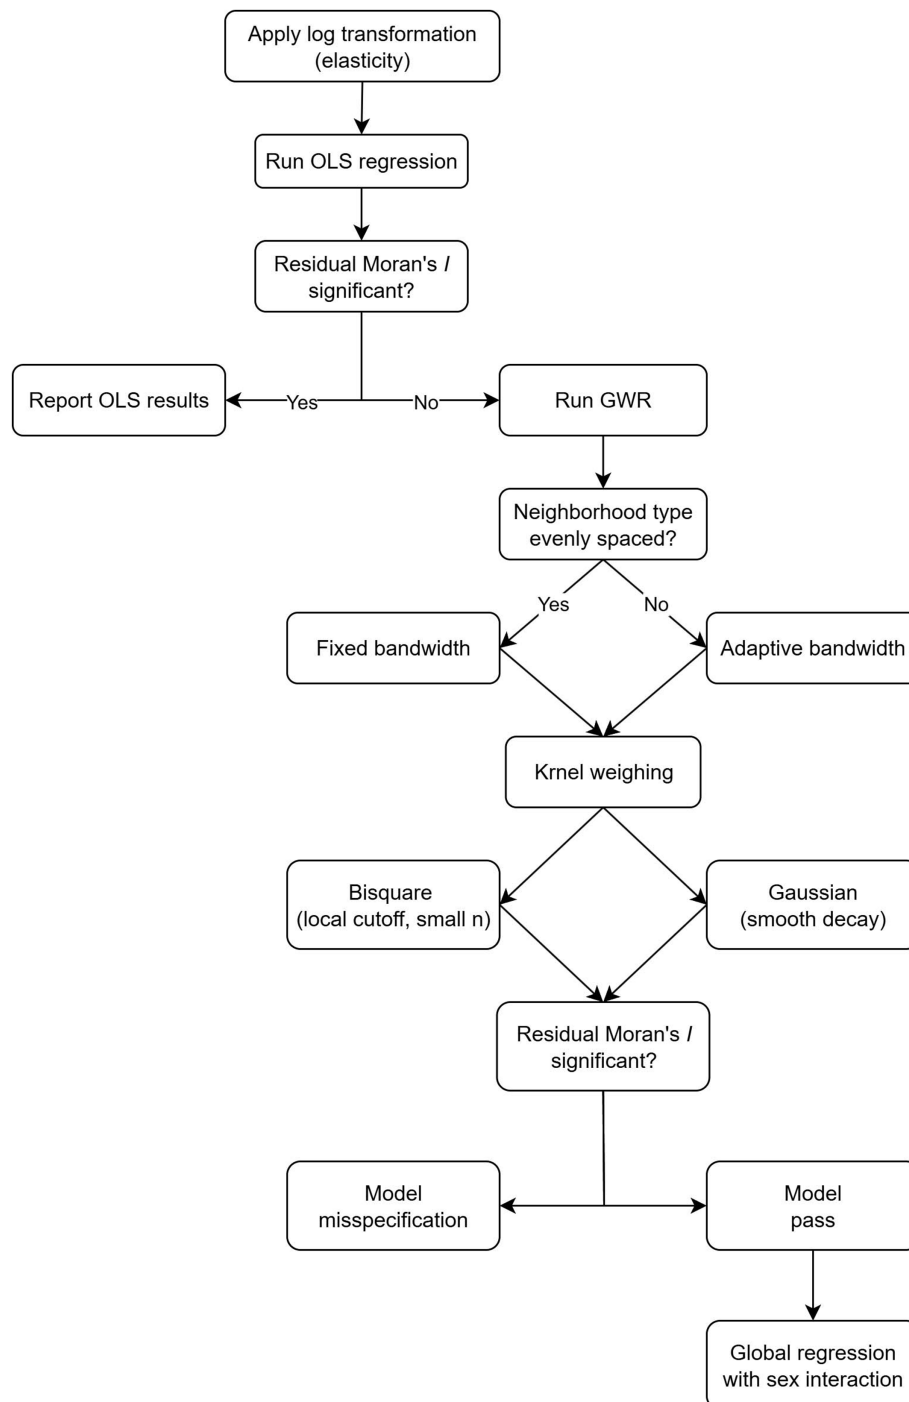 Apply log transformation
(elasticity)
Run OLS regression
Residual Moran's I
significant?
Report OLS results
Yes
No
Run GWR
Neighborhood type
evenly spaced?
Yes
No
Fixed bandwidth
Adaptive bandwidth
Krnel weighing
Bisquare
(local cutoff, small n)
Gaussian
(smooth decay)
Residual Moran's I
significant?
Model
misspecification
Model
pass
Global regression
with sex interaction